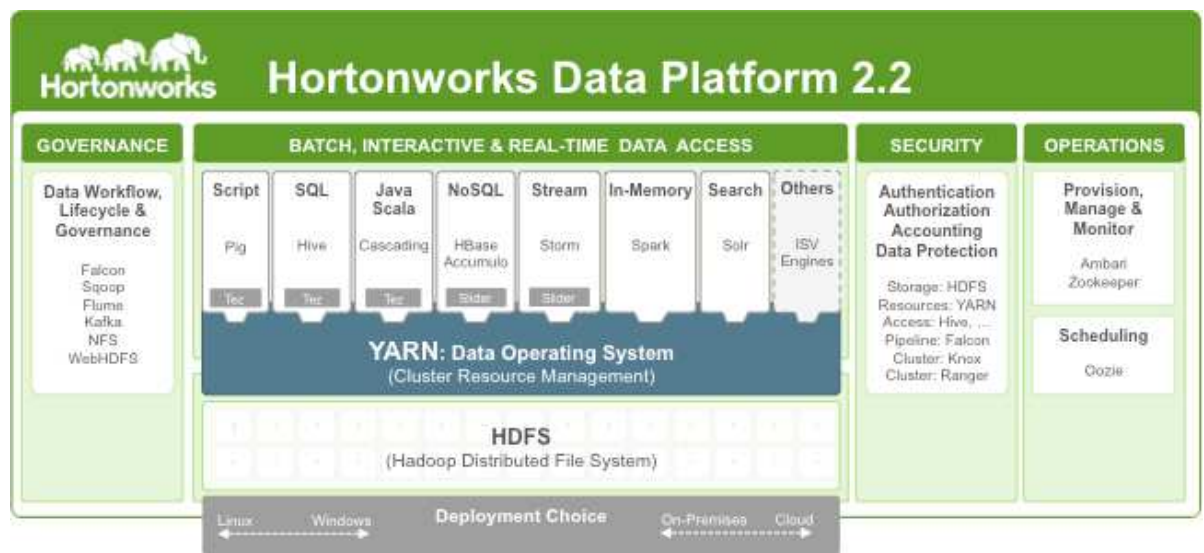 Hortonworks
Hortonworks Data Platform 2.2
GOVERNANCE
Data Workflow,
Lifecycle &
Governance
Falcon
Sqoop
Flume
Kafka
NFS
WebHDFS
BATCH, INTERACTIVE & REAL-TIME DATA ACCESS
Script
Pig
Tez
SQL
Hive
Tez
Java
Scala
Cascading
Tez
NoSQL
HBase
Accumulo
Slider
Stream
Storm
Slider
In-Memory
Spark
Search
Solr
Others
ISV
Engines
YARN: Data Operating System
(Cluster Resource Management)
HDFS
(Hadoop Distributed File System)
Deployment Choice
Linux
Windows
On-Premises
Cloud
SECURITY
Authentication
Authorization
Accounting
Data Protection
Storage: HDFS
Resources: YARN
Access: Hive, ...
Pipeline: Falcon
Cluster: Knox
Cluster: Ranger
OPERATIONS
Provision,
Manage &
Monitor
Ambari
Zookeeper
Scheduling
Oozie